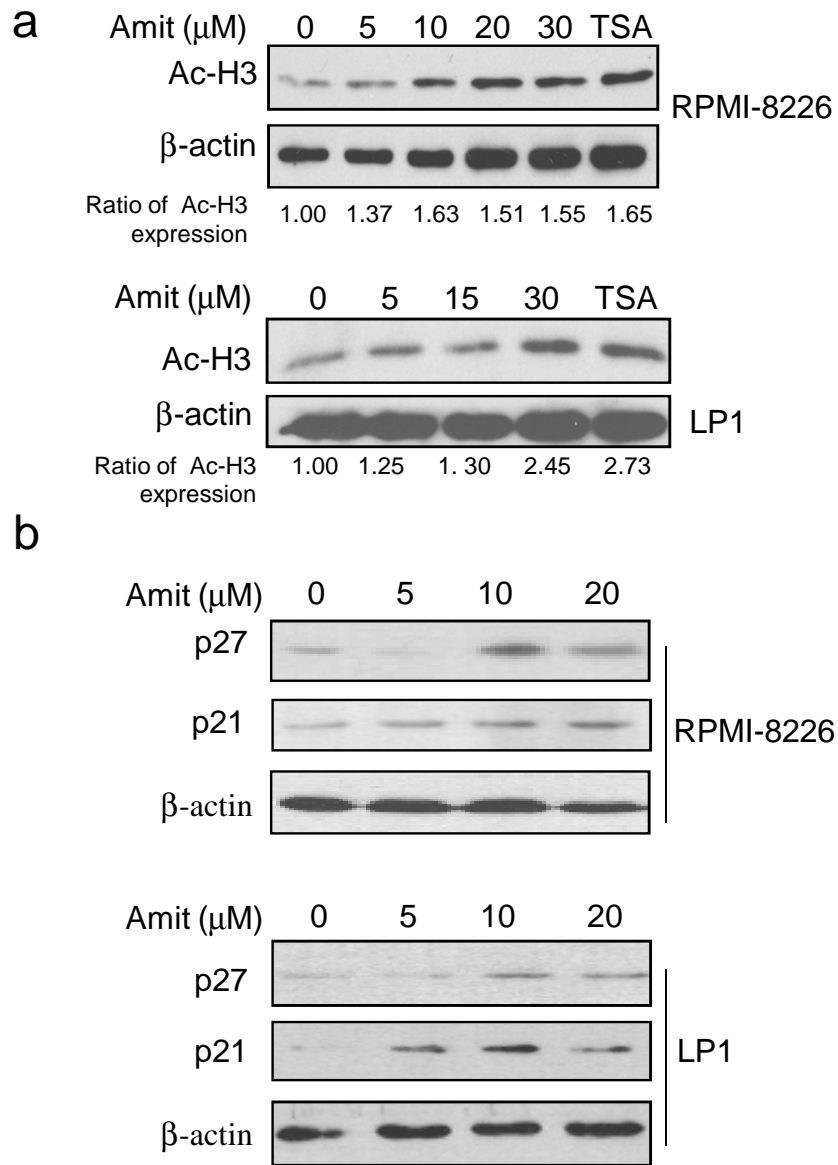 a
Amit (μM) 0 5 10 20 30 TSA
Ac-H3
RPMI-8226
β-actin
Ratio of Ac-H3 expression 1.00 1.37 1.63 1.51 1.55 1.65
Amit (μM) 0 5 15 30 TSA
Ac-H3
β-actin LP1
Ratio of Ac-H3 expression 1.00 1.25 1. 30 2.45 2.73
b
Amit (μM) 0 5 10 20
p27
p21 RPMI-8226
β-actin
Amit (μM) 0 5 10 20
p27
p21 LP1
β-actin